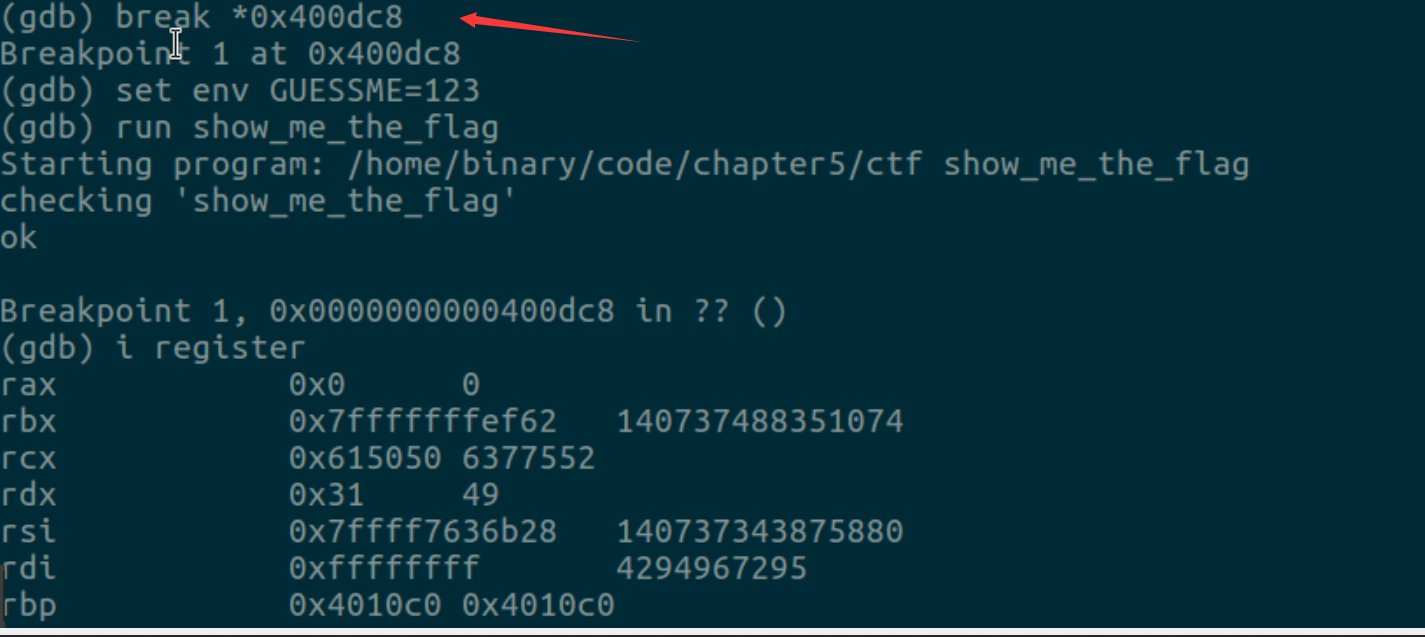 (gdb) break *0x400dc8
Breakpoint 1 at 0x400dc8
(gdb) set env GUESSME=123
(gdb) run show_me_the_flag
Starting program: /home/binary/code/chapter5/ctf show_me_the_flag
checking 'show_me_the_flag'
ok
Breakpoint 1, 0x0000000000400dc8 in ?? ()
(gdb) i register
rax 0x0 0
rbx 0x7fffffffef62 140737488351074
rcx 0x615050 6377552
rdx 0x31 49
rsi 0x7ffff7636b28 140737343875880
rdi 0xffffffff 4294967295
rbp 0x4010c0 0x4010c0